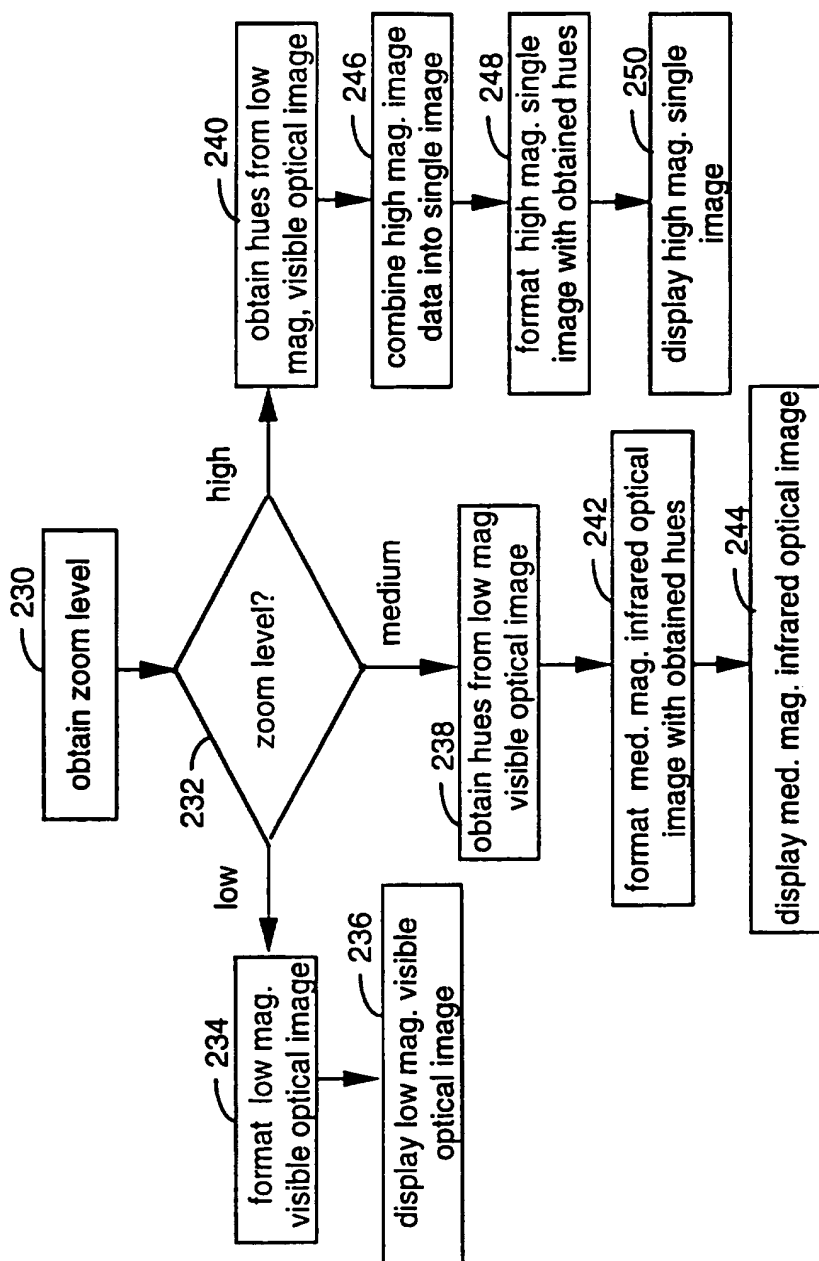 230
obtain zoom level
232
zoom level?
low
medium
high
234
format low mag.
visible optical image
236
display low mag. visible
optical image
238
obtain hues from low mag.
visible optical image
242
format med. mag. infrared optical
image with obtained hues
244
display med. mag. infrared optical image
240
obtain hues from low
mag, visible optical image
246
combine high mag. image
data into single image
248
format high mag. single
image with obtained hues
250
display high mag. single
image